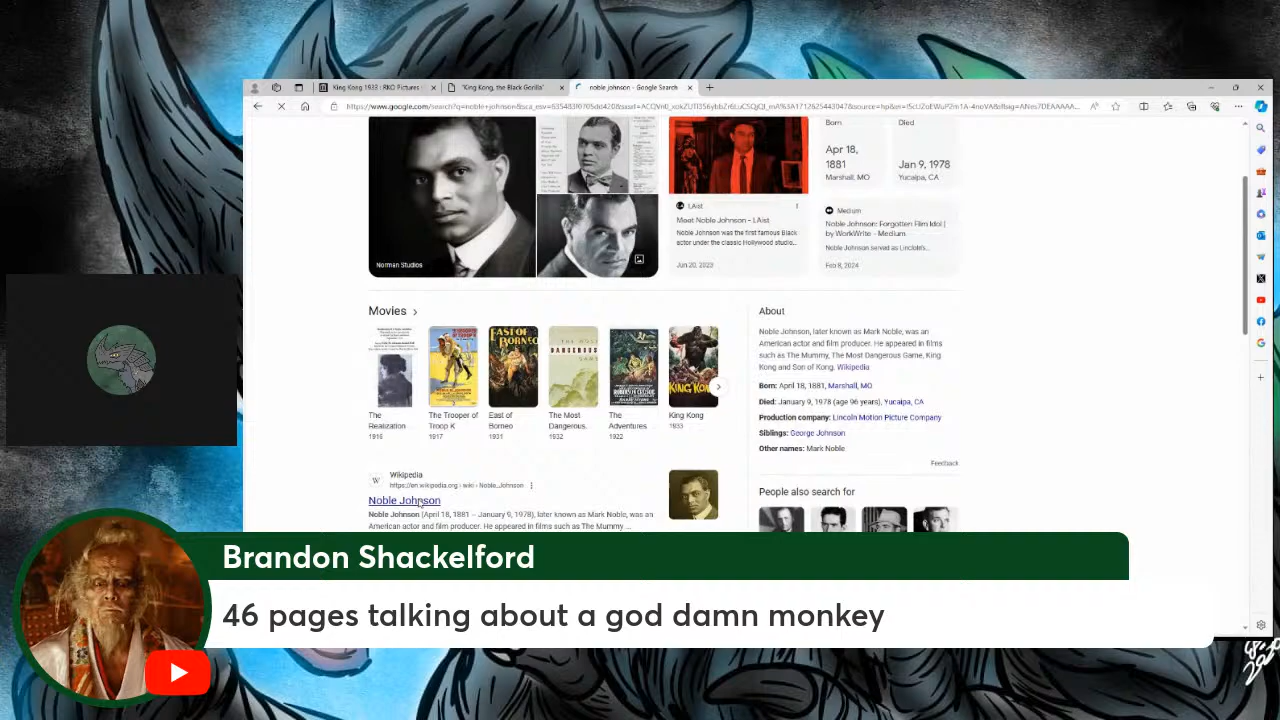 King Kong 1933 : RKO Pictures
"King Kong, the Black Gorilla"
noble johnson - Google Search
Norman Studios
LAist
Meet Noble Johnson - LAist
Noble Johnson was the first famous Black
actor under the classic Hollywood studio...
Jun 20, 2023
Born
Apr 18,
1881
Marshall, MO
Died
Jan 9, 1978
Yucaipa, CA
Medium
Noble Johnson: Forgotten Film Idol |
by WorkWrite - Medium
Noble Johnson served as Lincoln's...
Feb 8, 2024
Movies
EAST OF
BORNEO
THE MOST
DANGEROUS
GAME
KING KONG
The
Realization
1916
The Trooper of
Troop K
1917
East of
Borneo
1931
The Most
Dangerous.
1932
The
Adventures
1922
King Kong
1933
About
Noble Johnson, later known as Mark Noble, was an
American actor and film producer. He appeared in films
such as The Mummy, The Most Dangerous Game, King
Kong and Son of Kong. Wikipedia
Born: April 18, 1881, Marshall, MO
Died: January 9, 1978 (age 96 years), Yucaipa, CA
Production company: Lincoln Motion Picture Company
Siblings: George Johnson
Other names: Mark Noble
Feedback
W
Wikipedia
https://en.wikipedia.org › wiki › Noble_Johnson
Noble Johnson
Noble Johnson (April 18, 1881 – January 9, 1978), later known as Mark Noble, was an
American actor and film producer. He appeared in films such as The Mummy ...
People also search for
Brandon Shackelford
46 pages talking about a god damn monkey